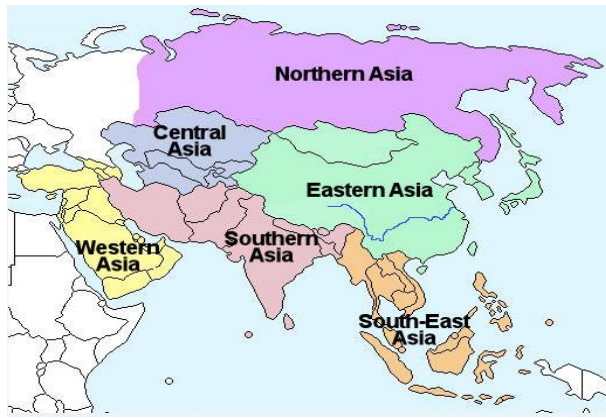 Northern Asia
Central
Asia
Eastern Asia
Western
Asia
Southern
Asia
South-East
Asia